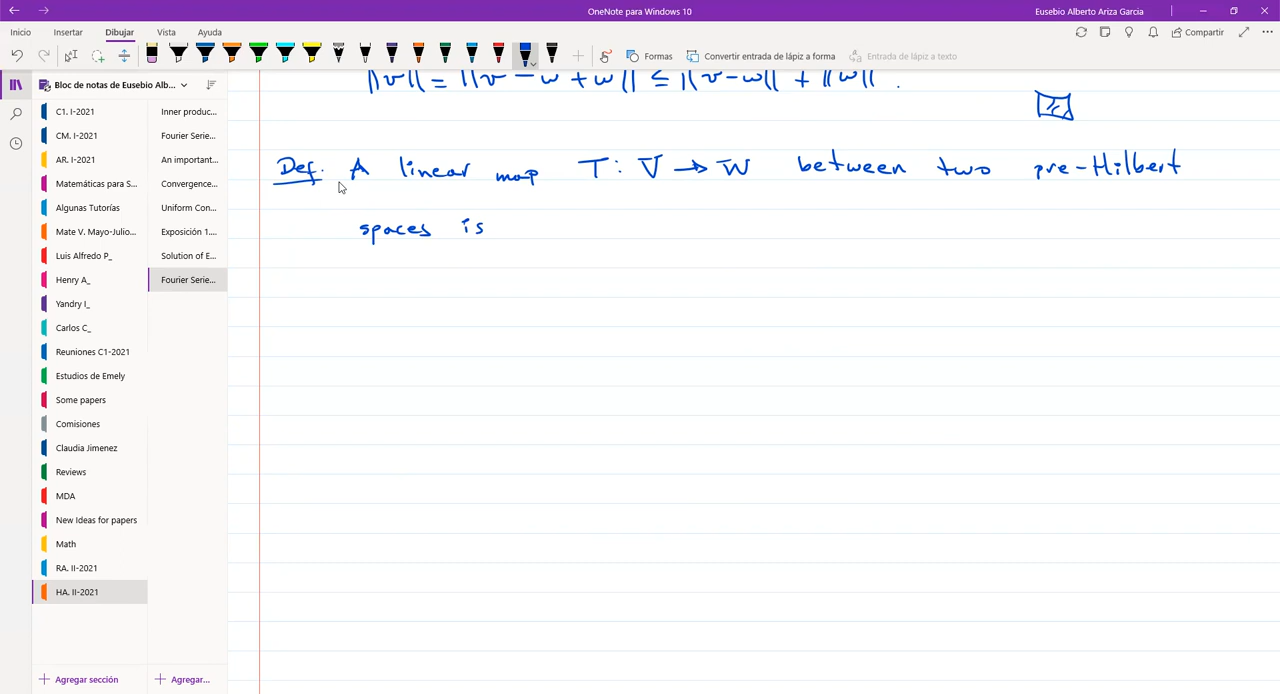 OneNote para Windows 10
Eusebio Alberto Ariza Garcia
Inicio Insertar Dibujar Vista Ayuda
Compartir
Formas Convertir entrada de lápiz a forma Entrada de lápiz a texto
Bloc de notas de Eusebio Alb...
C1. I-2021
CM. I-2021
AR. I-2021
Matemáticas para S...
Algunas Tutorías
Mate V. Mayo-Julio...
Luis Alfredo P_
Henry A_
Yandry I_
Carlos C_
Reuniones C1-2021
Estudios de Emely
Some papers
Comisiones
Claudia Jimenez
Reviews
MDA
New Ideas for papers
Math
RA. II-2021
HA. II-2021
Agregar sección
Inner produc...
Fourier Serie...
An important...
Convergence...
Uniform Con...
Exposición 1....
Solution of E...
Fourier Serie...
Agregar...
||v|| = ||v - w + w|| ≤ ||v-w|| + ||w|| .
Def. A linear map T: V → W between two pre-Hilbert
spaces is